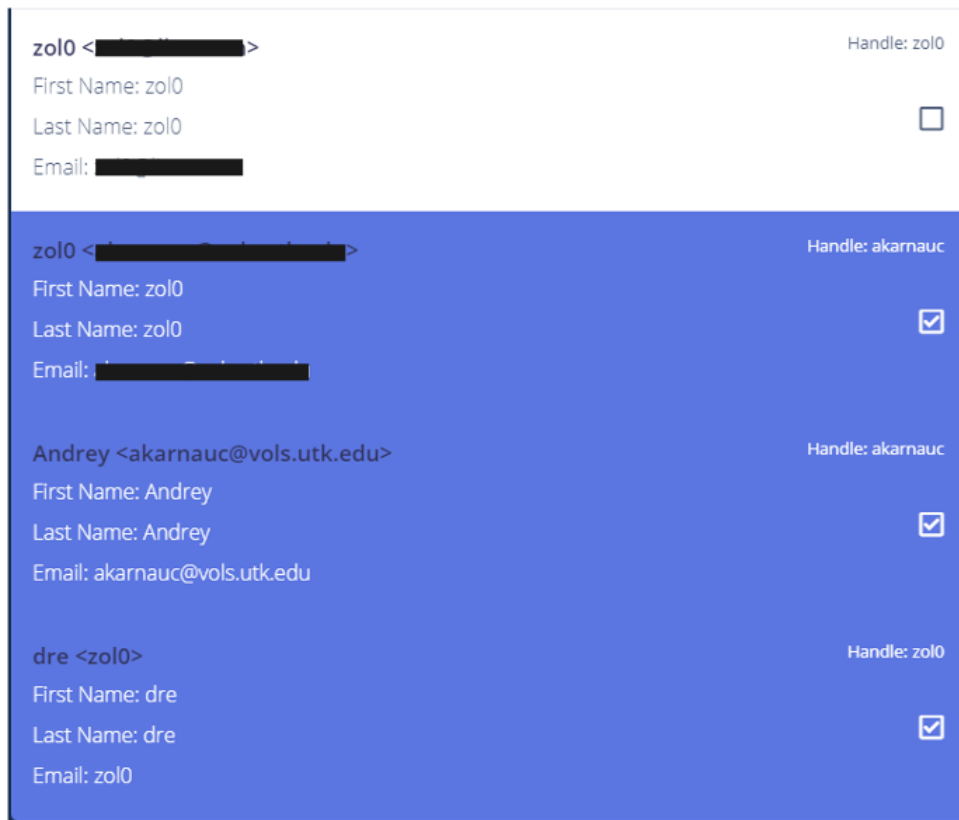 zol0 < >
Handle: zol0
First Name: zol0
Last Name: zol0
Email:
zol0 < >
Handle: akarnauc
First Name: zol0
Last Name: zol0
Email:
Andrey <akarnauc@vols.utk.edu>
Handle: akarnauc
First Name: Andrey
Last Name: Andrey
Email: akarnauc@vols.utk.edu
dre <zol0>
Handle: zol0
First Name: dre
Last Name: dre
Email: zol0